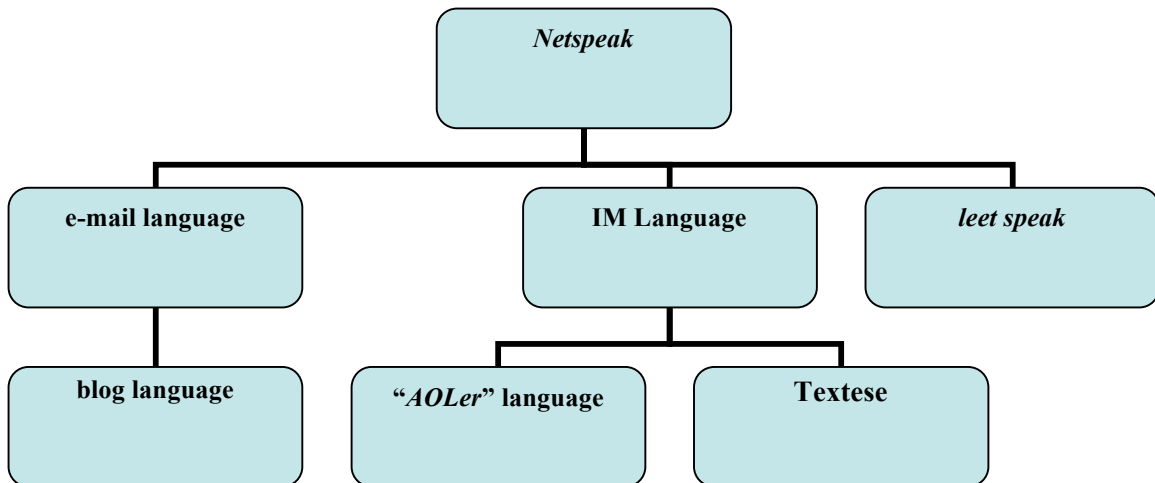 Netspeak
e-mail language
IM Language
leet speak
blog language
“AOLer” language
Textese